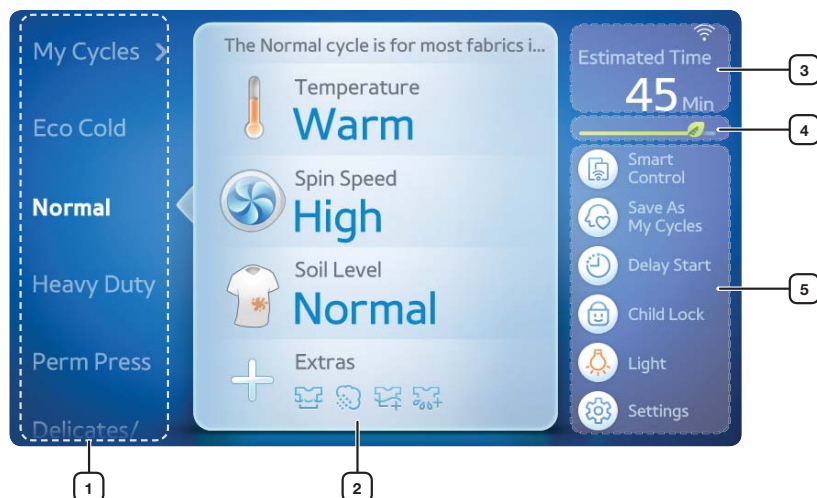 My Cycles
Eco Cold
Normal
Heavy Duty
Perm Press
Delicates/
The Normal cycle is for most fabrics i...
Temperature
Warm
Spin Speed
High
Soil Level
Normal
Extras
Estimated Time
45 Min
Smart
Control
Save As
My Cycles
Delay Start
Child Lock
Light
Settings
1
2
3
4
5